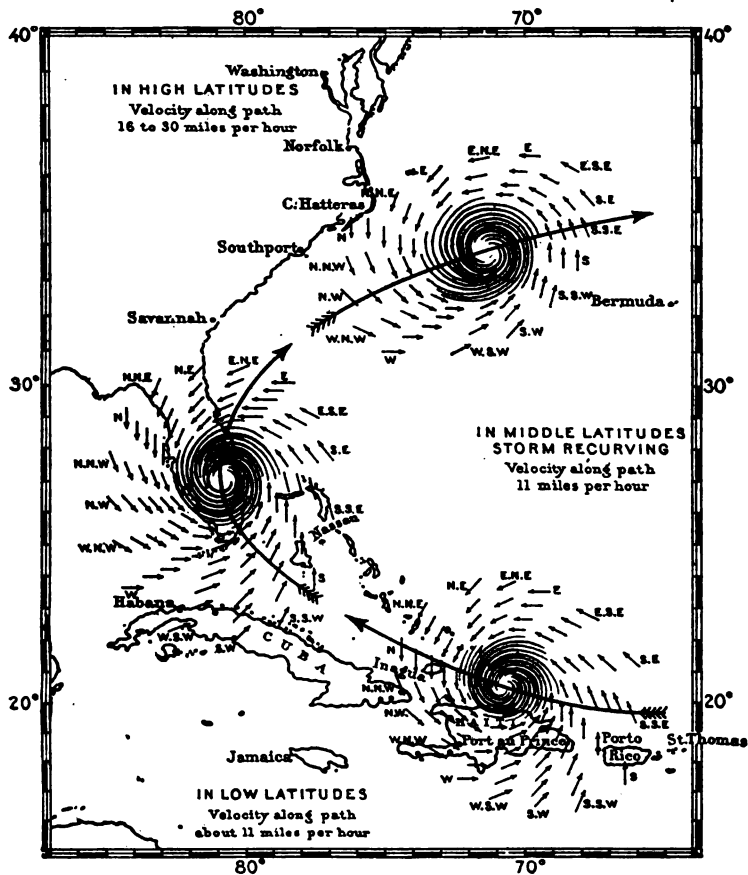 80° 70°
40° 40°
Washington
IN HIGH LATITUDES
Velocity along path
16 to 30 miles per hour
Norfolk
C. Hatteras
Southport
Savannah
E.N.E
E
E.S.E
S.E
S.S.E
S
S.S.W
Bermuda
S.W
W.S.W
W
W.N.W
N.W
N.N.W
N
N.N.E
N.E
30° 30°
E.N.E
E
E.S.E
S.E
S.S.E
S
S.S.W
S.W
W.S.W
W
W.N.W
N.W
N.N.W
N
N.N.E
N.E
IN MIDDLE LATITUDES
STORM RECURVING
Velocity along path
11 miles per hour
Nassau
Habana
CUBA
Inagua
N.E
E.N.E
E
E.S.E
S.E
S.S.E
S
S.S.W
S.W
W.S.W
W
W.N.W
N.W
N.N.W
N
N.N.E
20° 20°
HAITI
Port au Prince
Porto
Rico
St. Thomas
Jamaica
IN LOW LATITUDES
Velocity along path
about 11 miles per hour
80° 70°